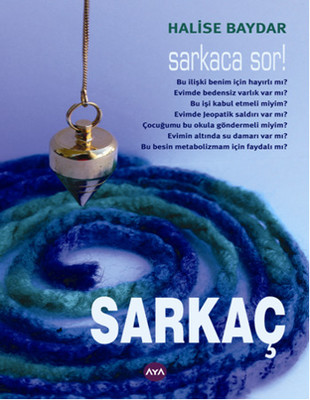 HALİSE BAYDAR
sarkaca sor!
Bu ilişki benim için hayırlı mı?
Evimde bedensiz varlık var mı?
Bu işi kabul etmeli miyim?
Evimde Jeopatik saldırı var mı?
Çocuğumu bu okula göndermeli miyim?
Evimin altında su damarı var mı?
Bu besin metabolizmam için faydalı mı?
SARKAÇ
AYA